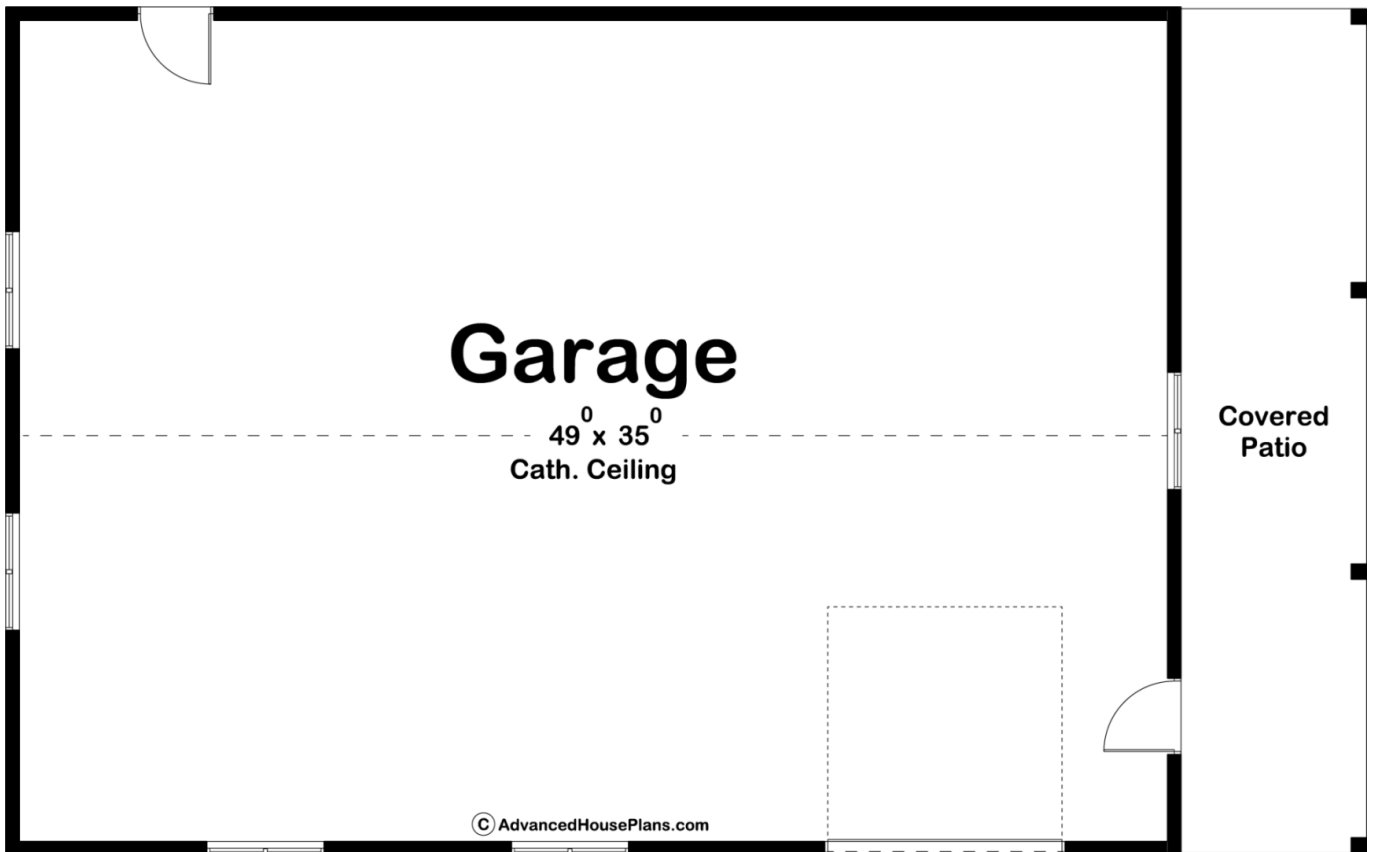 Garage
49⁰ x 35⁰
Cath. Ceiling
Covered
Patio
© AdvancedHousePlans.com